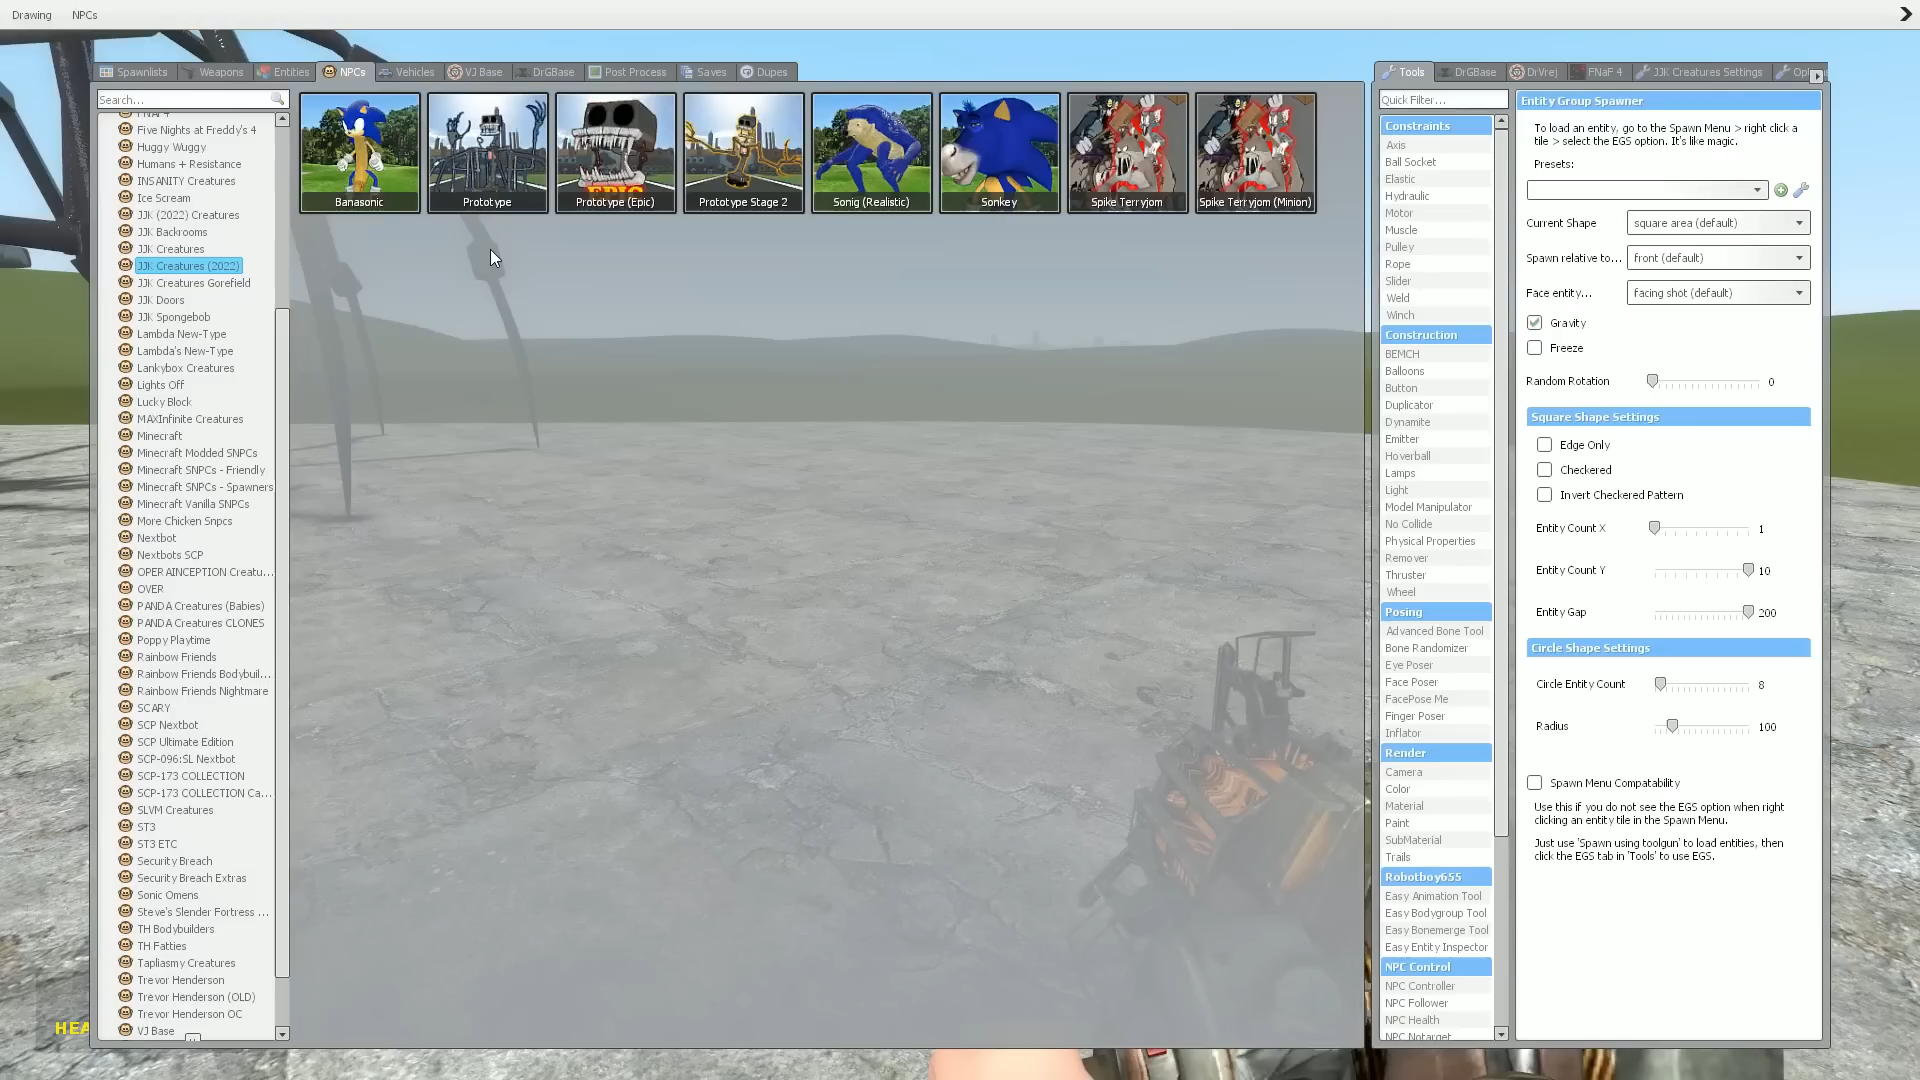 Drawing
NPCs
Spawnlists
Weapons
Entities
NPCs
Vehicles
VJ Base
DrGBase
Post Process
Saves
Dupes
Search...
Five Nights at Freddy's 4
Huggy Wuggy
Humans + Resistance
INSANITY Creatures
Ice Scream
JJK (2022) Creatures
JJK Backrooms
JJK Creatures
JJK Creatures (2022)
JJK Creatures Gorefield
JJK Doors
JJK Spongebob
Lambda New-Type
Lambda's New-Type
Lankybox Creatures
Lights Off
Lucky Block
MAXInfinite Creatures
Minecraft
Minecraft Modded SNPCs
Minecraft SNPCs - Friendly
Minecraft SNPCs - Spawners
Minecraft Vanilla SNPCs
More Chicken Snpcs
Nextbot
Nextbots SCP
OPERAINCEPTION Creatu...
OVER
PANDA Creatures (Babies)
PANDA Creatures CLONES
Poppy Playtime
Rainbow Friends
Rainbow Friends Bodybuil...
Rainbow Friends Nightmare
SCARY
SCP Nextbot
SCP Ultimate Edition
SCP-096:SL Nextbot
SCP-173 COLLECTION
SCP-173 COLLECTION Ca...
SLVM Creatures
ST3
ST3 ETC
Security Breach
Security Breach Extras
Sonic Omens
Steve's Slender Fortress ...
TH Bodybuilders
TH Fatties
Tapliasmy Creatures
Trevor Henderson
Trevor Henderson (OLD)
Trevor Henderson OC
VJ Base
HEA
Banasonic
Prototype
EPIC
Prototype (Epic)
Prototype Stage 2
Sonig (Realistic)
Sonkey
Spike Terryjom
Spike Terryjom (Minion)
Tools
DrGBase
DrVrej
FNaF 4
JJK Creatures Settings
Quick Filter...
Constraints
Axis
Ball Socket
Elastic
Hydraulic
Motor
Muscle
Pulley
Rope
Slider
Weld
Winch
Construction
BEMCH
Balloons
Button
Duplicator
Dynamite
Emitter
Hoverball
Lamps
Light
Model Manipulator
No Collide
Physical Properties
Remover
Thruster
Wheel
Posing
Advanced Bone Tool
Bone Randomizer
Eye Poser
Face Poser
FacePose Me
Finger Poser
Inflator
Render
Camera
Color
Material
Paint
SubMaterial
Trails
Robotboy655
Easy Animation Tool
Easy Bodygroup Tool
Easy Bonemerge Tool
Easy Entity Inspector
NPC Control
NPC Controller
NPC Follower
NPC Health
NPC Notarget
Entity Group Spawner
To load an entity, go to the Spawn Menu > right click a
tile > select the EGS option. It's like magic.
Presets:
Current Shape
square area (default)
Spawn relative to...
front (default)
Face entity...
facing shot (default)
Gravity
Freeze
Random Rotation
0
Square Shape Settings
Edge Only
Checkered
Invert Checkered Pattern
Entity Count X
1
Entity Count Y
10
Entity Gap
200
Circle Shape Settings
Circle Entity Count
8
Radius
100
Spawn Menu Compatability
Use this if you do not see the EGS option when right
clicking an entity tile in the Spawn Menu.
Just use 'Spawn using toolgun' to load entities, then
click the EGS tab in 'Tools' to use EGS.